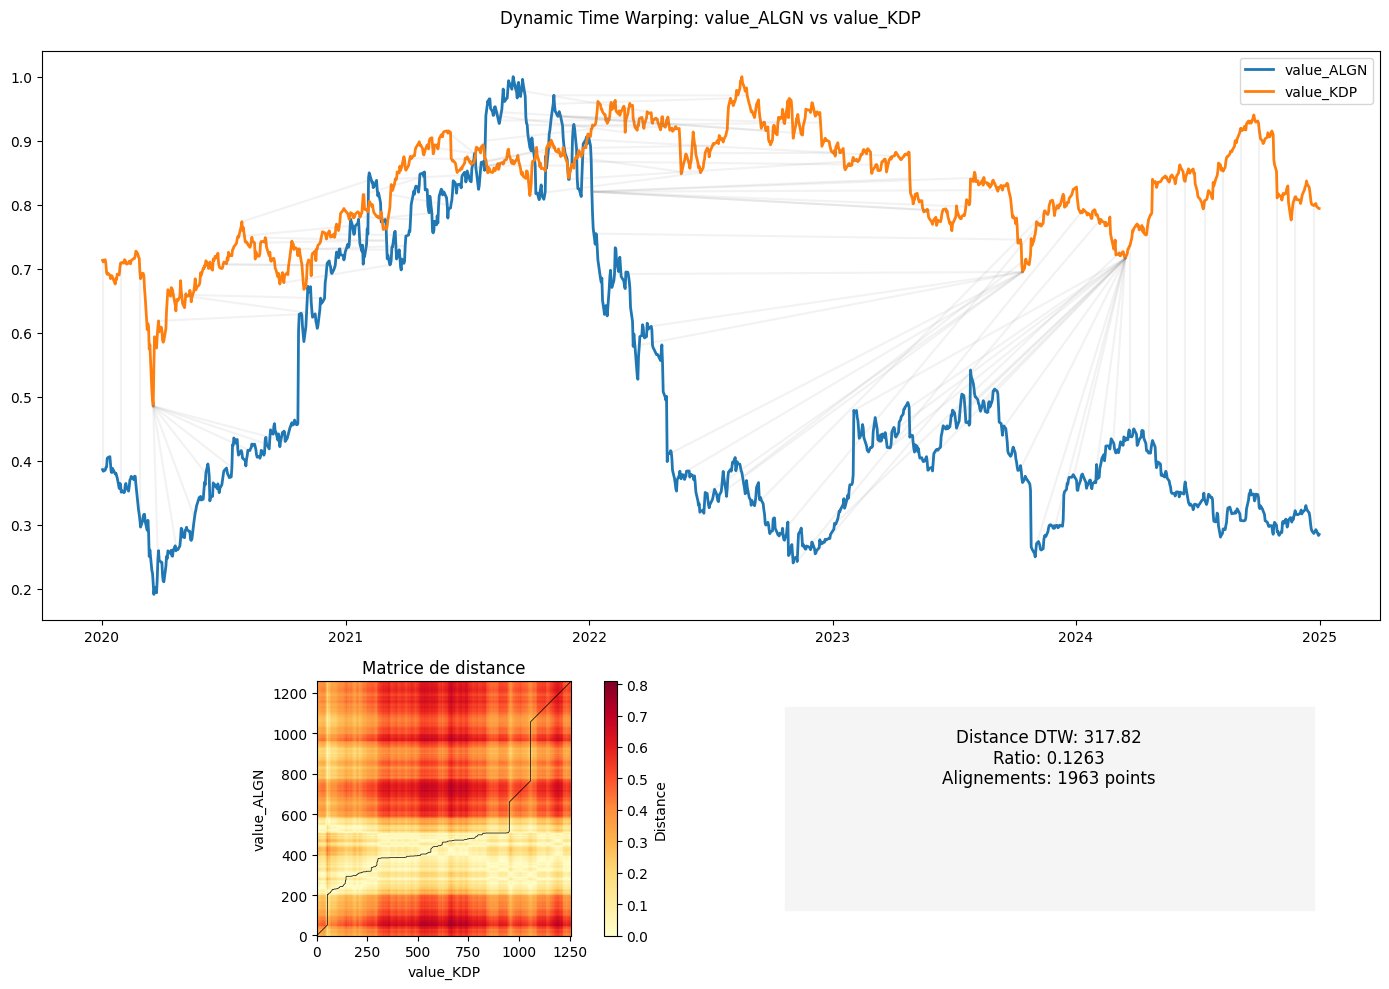 Dynamic Time Warping: value_ALGN vs value_KDP
value_ALGN
value_KDP
1.0
0.9
0.8
0.7
0.6
0.5
0.4
0.3
0.2
2020 2021 2022 2023 2024 2025
Matrice de distance
value_ALGN
1200
1000
800
600
400
200
0
0 250 500 750 1000 1250
value_KDP
0.8
0.7
0.6
0.5
0.4
0.3
0.2
0.1
0.0
Distance
Distance DTW: 317.82
Ratio: 0.1263
Alignements: 1963 points